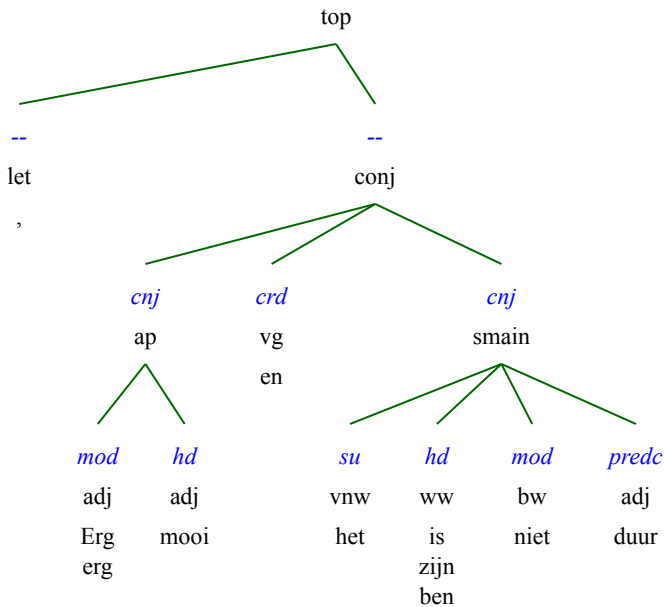 top
-- --
let conj
,
cnj crd cnj
ap vg smain
en
mod hd su hd mod predc
adj adj vnw ww bw adj
Erg mooi het is niet duur
erg zijn
ben